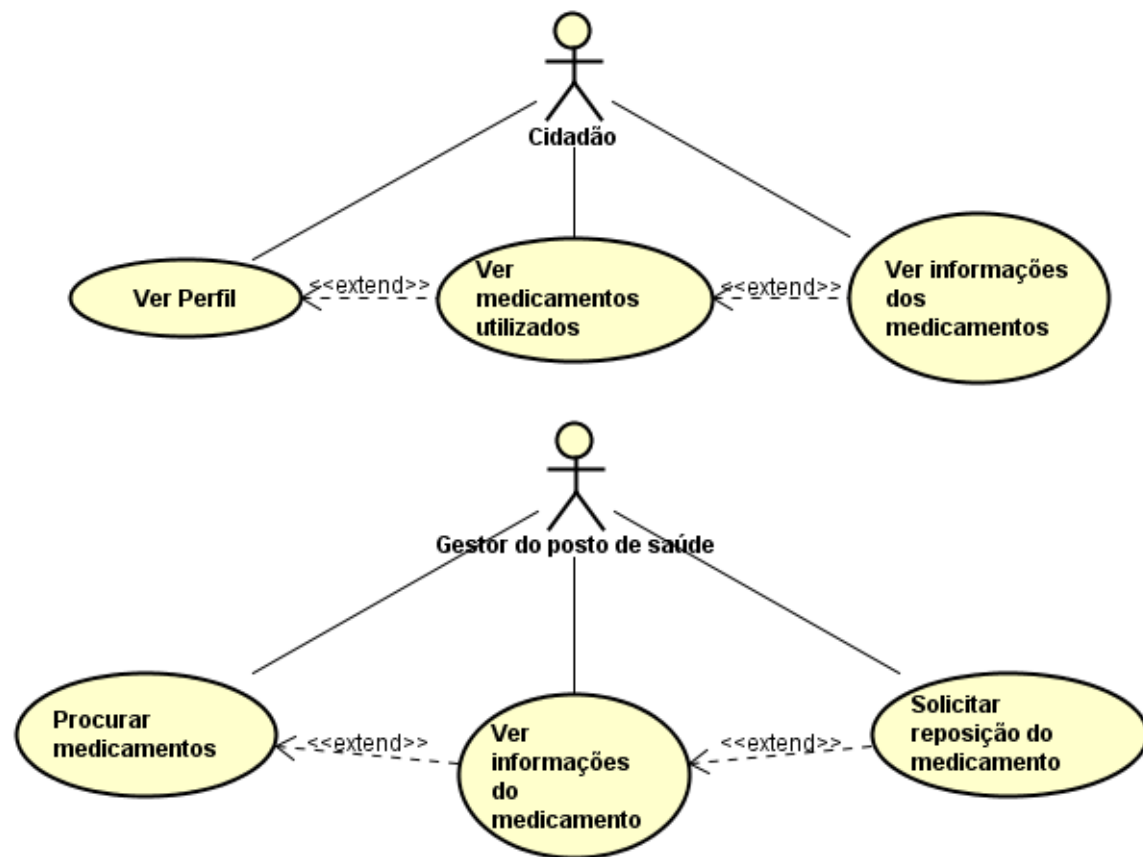 Cidadão
Ver Perfil
<<extend>>
Ver
medicamentos
utilizados
<<extend>>
Ver informações
dos
medicamentos
Gestor do posto de saúde
Procurar
medicamentos
<<extend>>
Ver
informações
do
medicamento
<<extend>>
Solicitar
reposição do
medicamento